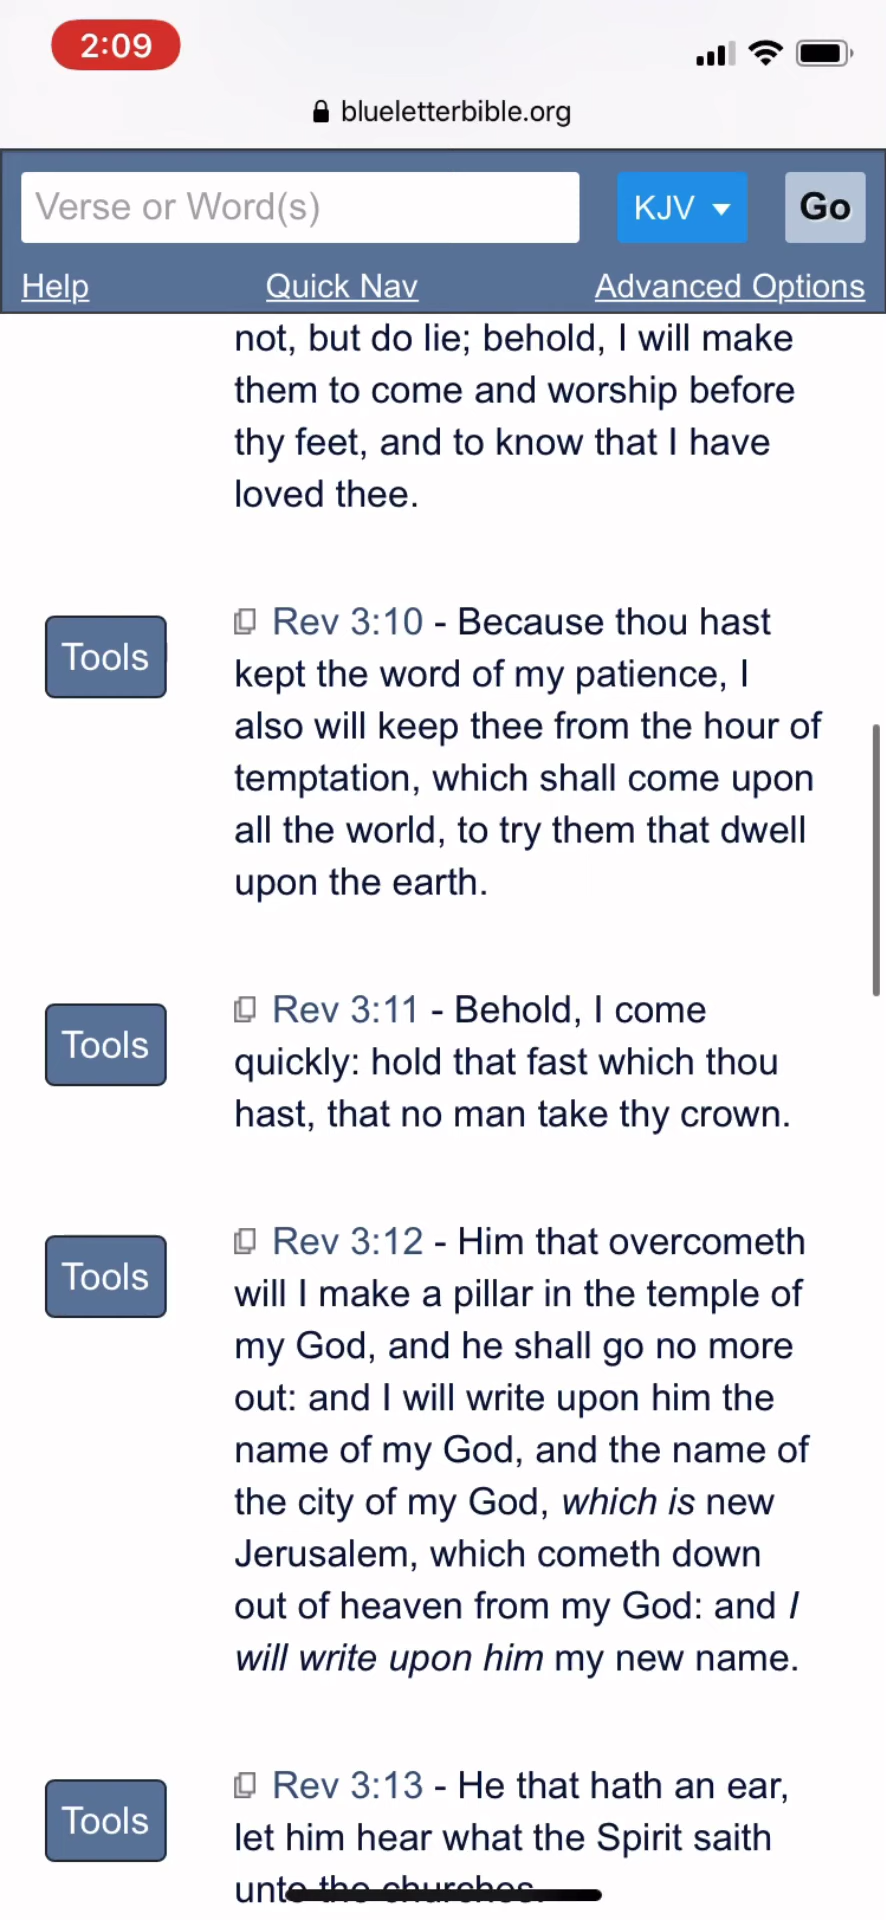 2:09
blueletterbible.org
Verse or Word(s)
KJV
Go
Help
Quick Nav
Advanced Options
not, but do lie; behold, I will make
them to come and worship before
thy feet, and to know that I have
loved thee.
Tools
Rev 3:10 - Because thou hast
kept the word of my patience, I
also will keep thee from the hour of
temptation, which shall come upon
all the world, to try them that dwell
upon the earth.
Tools
Rev 3:11 - Behold, I come
quickly: hold that fast which thou
hast, that no man take thy crown.
Tools
Rev 3:12 - Him that overcometh
will I make a pillar in the temple of
my God, and he shall go no more
out: and I will write upon him the
name of my God, and the name of
the city of my God, which is new
Jerusalem, which cometh down
out of heaven from my God: and I
will write upon him my new name.
Tools
Rev 3:13 - He that hath an ear,
let him hear what the Spirit saith
unto the churches.